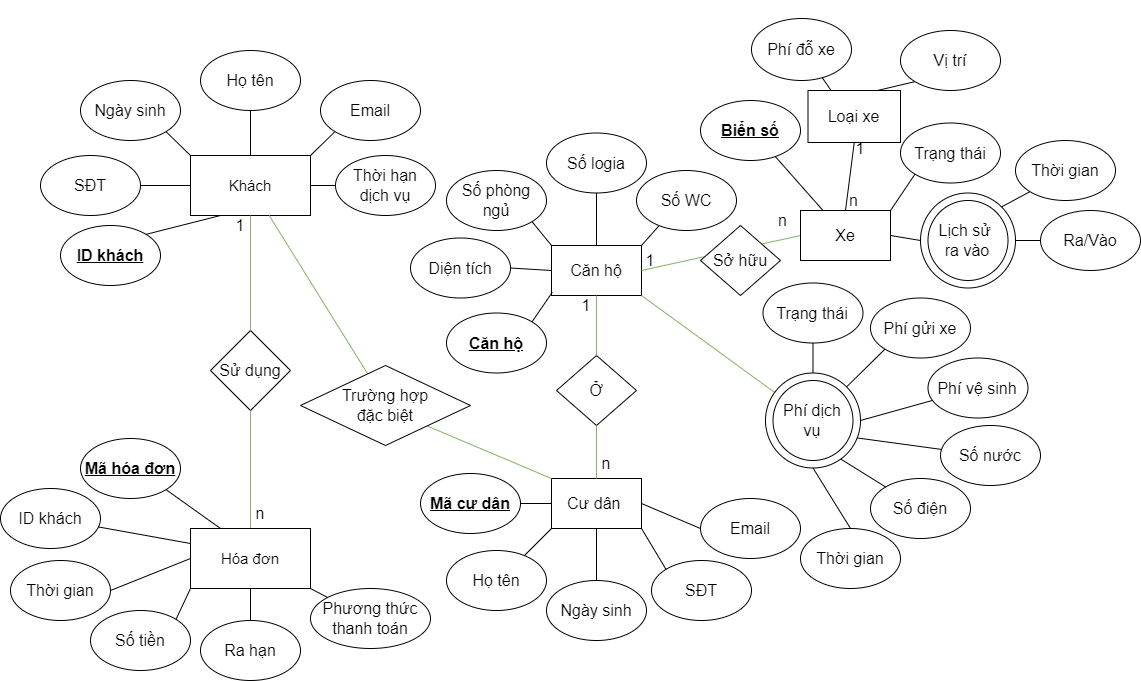 Phí đỗ xe
Vị trí
Họ tên
Ngày sinh
Email
Loại xe
Biển số
1
Trạng thái
Số logia
Thời gian
SĐT
Khách
Thời hạn
dịch vụ
Số phòng
ngủ
Số WC
n
n
1
Xe
Lịch sử
ra vào
Ra/Vào
ID khách
Diện tích
Căn hộ
1
Sở hữu
1
Trạng thái
Phí gửi xe
Căn hộ
Sử dụng
Ở
Phí vệ sinh
Trường hợp
đặc biệt
Phí dịch
vụ
Số nước
n
Mã hóa đơn
Mã cư dân
Cư dân
Số điện
n
ID khách
Email
Hóa đơn
Thời gian
Thời gian
Họ tên
SĐT
Ngày sinh
Phương thức
thanh toán
Số tiền
Ra hạn